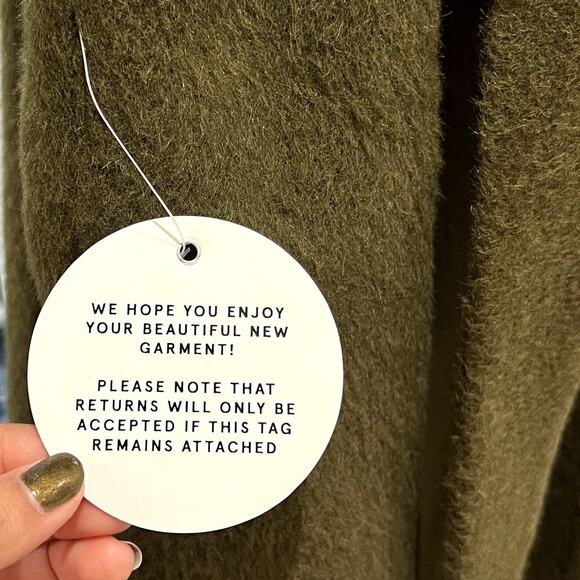 WE HOPE YOU ENJOY
YOUR BEAUTIFUL NEW
GARMENT!
PLEASE NOTE THAT
RETURNS WILL ONLY BE
ACCEPTED IF THIS TAG
REMAINS ATTACHED